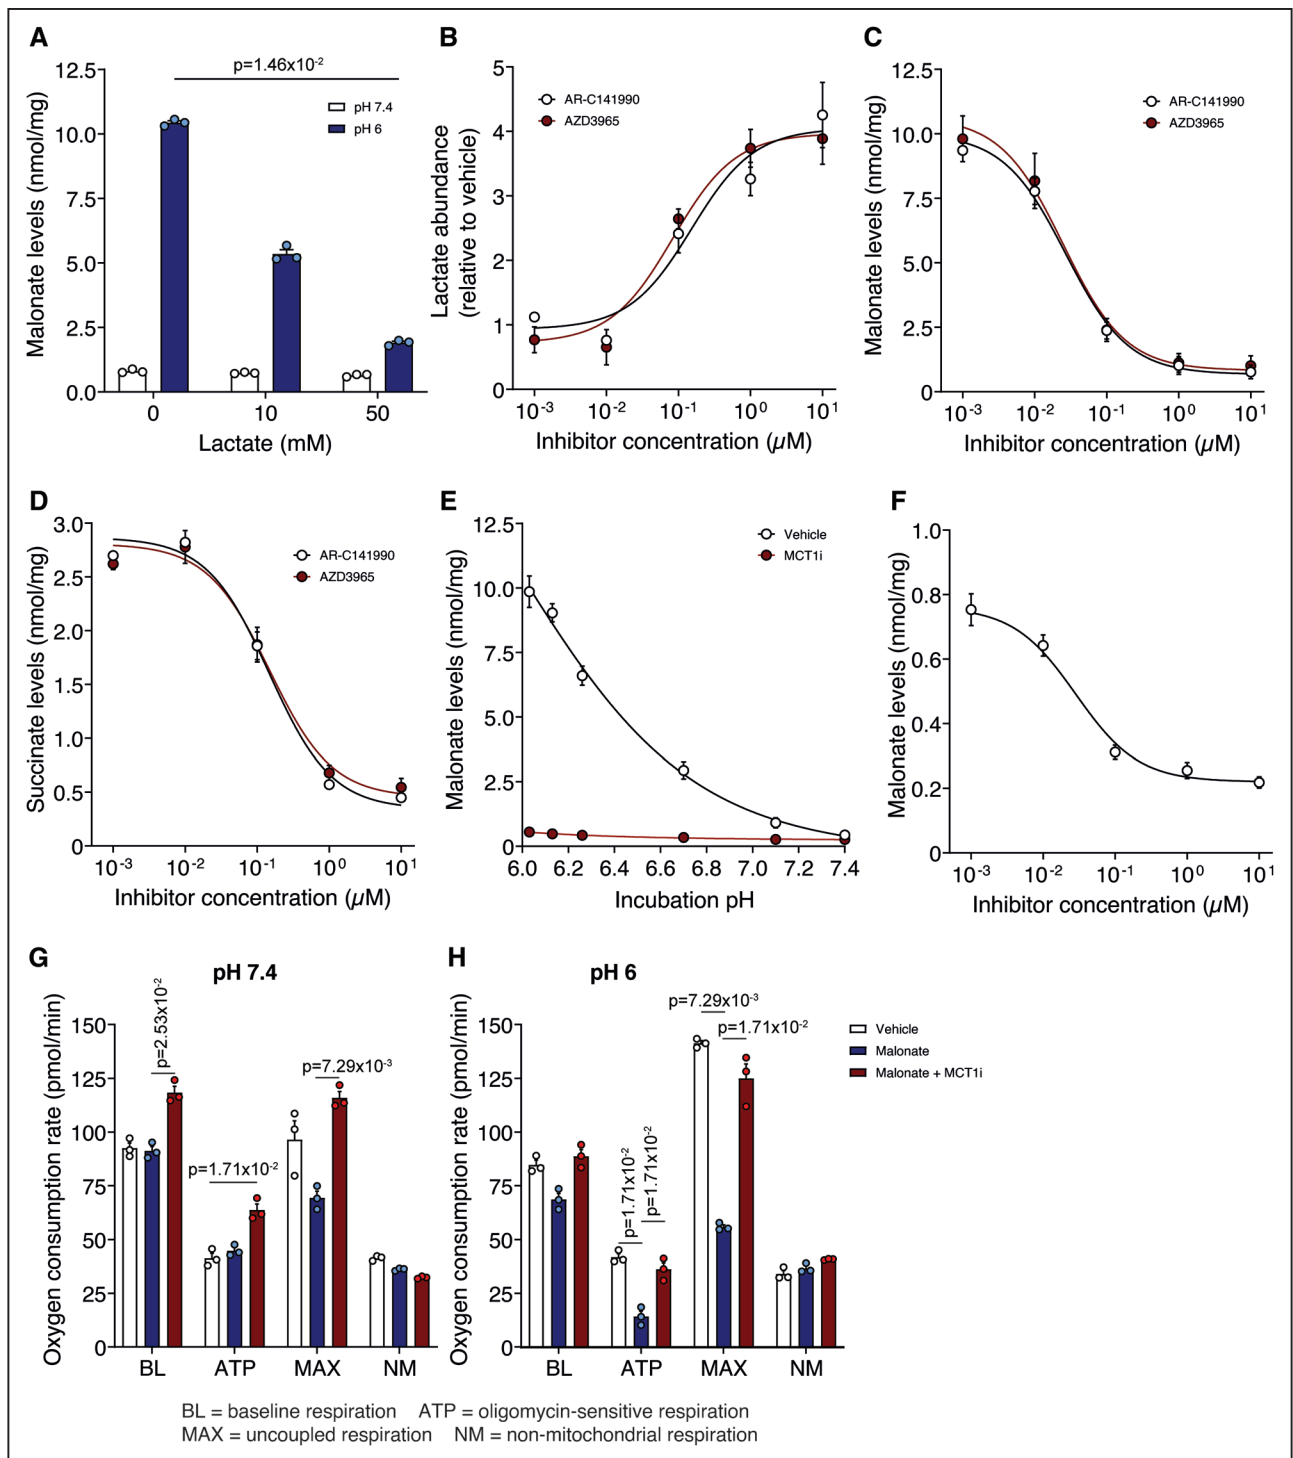 A
Malonate levels (nmol/mg)
12.5
10.0
7.5
5.0
2.5
0.0
p=1.46x10-2
pH 7.4
pH 6
0 10 50
Lactate (mM)
B
Lactate abundance
(relative to vehicle)
5
4
3
2
1
0
AR-C141990
AZD3965
10-3 10-2 10-1 100 101
Inhibitor concentration (µM)
C
Malonate levels (nmol/mg)
12.5
10.0
7.5
5.0
2.5
0
AR-C141990
AZD3965
10-3 10-2 10-1 100 101
Inhibitor concentration (µM)
D
Succinate levels (nmol/mg)
3.0
2.5
2.0
1.5
1.0
0.5
0
AR-C141990
AZD3965
10-3 10-2 10-1 100 101
Inhibitor concentration (µM)
E
Malonate levels (nmol/mg)
12.5
10.0
7.5
5.0
2.5
0
Vehicle
MCT1i
6.0 6.2 6.4 6.6 6.8 7.0 7.2 7.4
Incubation pH
F
Malonate levels (nmol/mg)
1.0
0.8
0.6
0.4
0.2
0
10-3 10-2 10-1 100 101
Inhibitor concentration (µM)
G
pH 7.4
Oxygen consumption rate (pmol/min)
150
125
100
75
50
25
0
p=2.53x10-2
p=1.71x10-2
p=7.29x10-3
BL ATP MAX NM
H
pH 6
Oxygen consumption rate (pmol/min)
150
125
100
75
50
25
0
p=1.71x10-2
p=1.71x10-2
p=7.29x10-3
p=1.71x10-2
BL ATP MAX NM
Vehicle
Malonate
Malonate + MCT1i
BL = baseline respiration ATP = oligomycin-sensitive respiration
MAX = uncoupled respiration NM = non-mitochondrial respiration